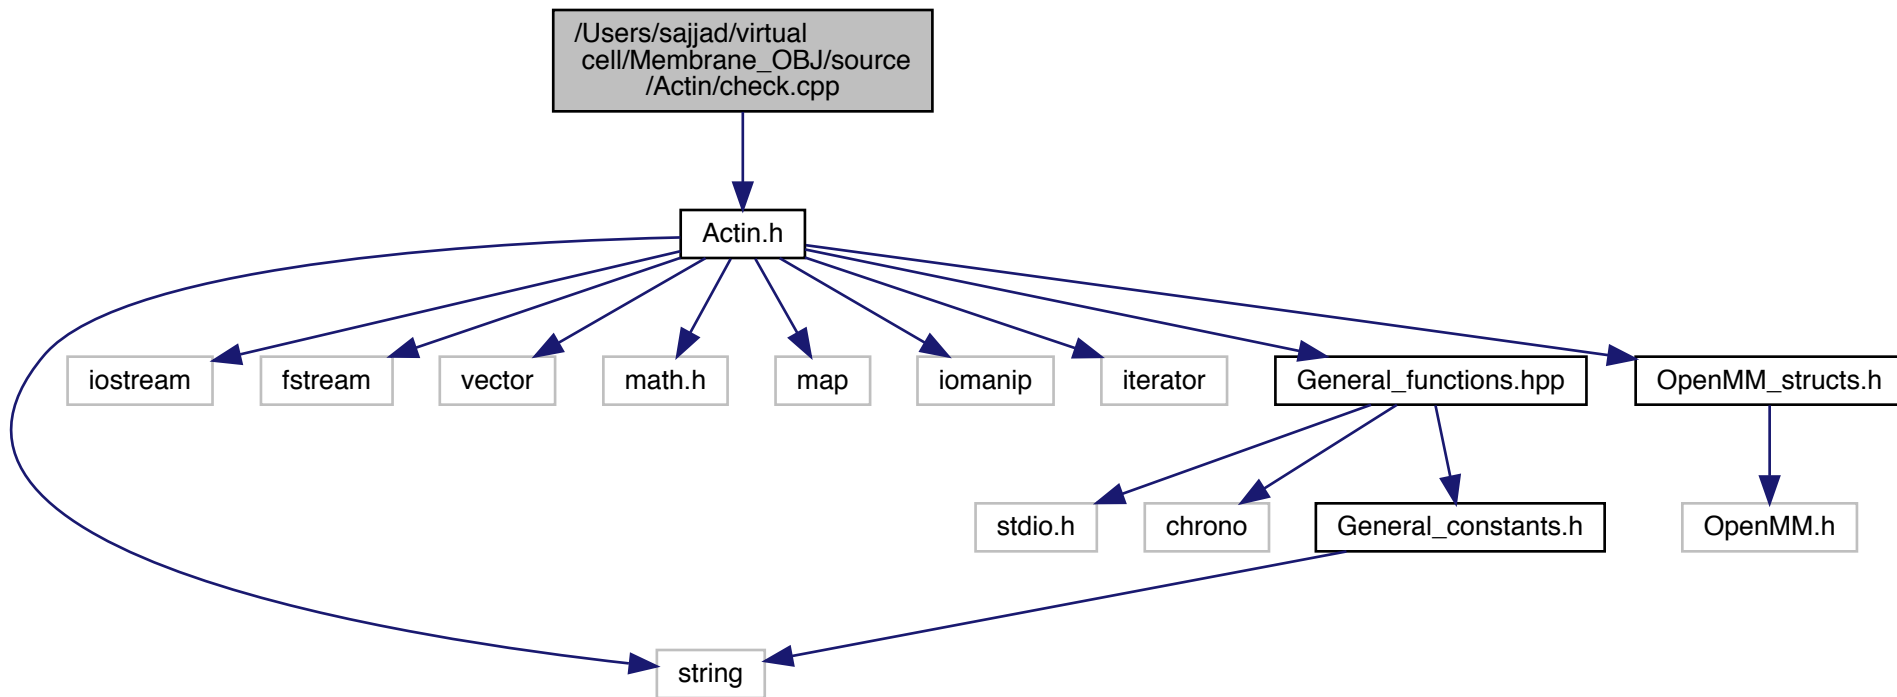 /Users/sajjad/virtual
cell/Membrane_OBJ/source
/Actin/check.cpp
Actin.h
iostream
fstream
vector
math.h
map
iomanip
iterator
General_functions.hpp
OpenMM_structs.h
stdio.h
chrono
General_constants.h
OpenMM.h
string